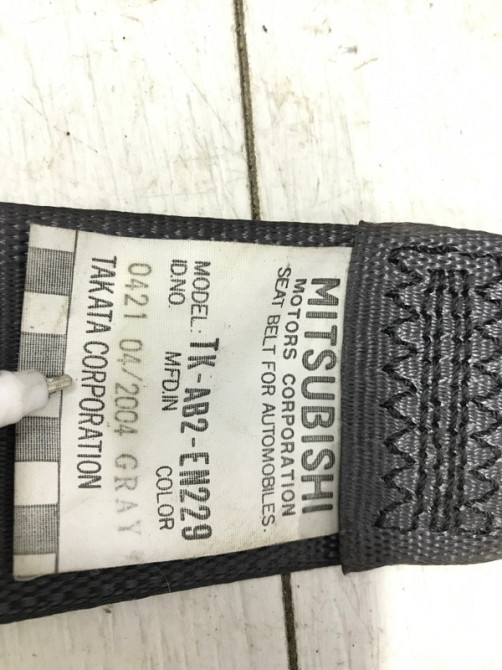 MITSUBISHI
MOTORS CORPORATION
SEAT BELT FOR AUTOMOBILES.
MODEL: TK-AB2-EN229
ID.NO. MFD.IN COLOR
0421 04/2004 GRAY
TAKATA CORPORATION